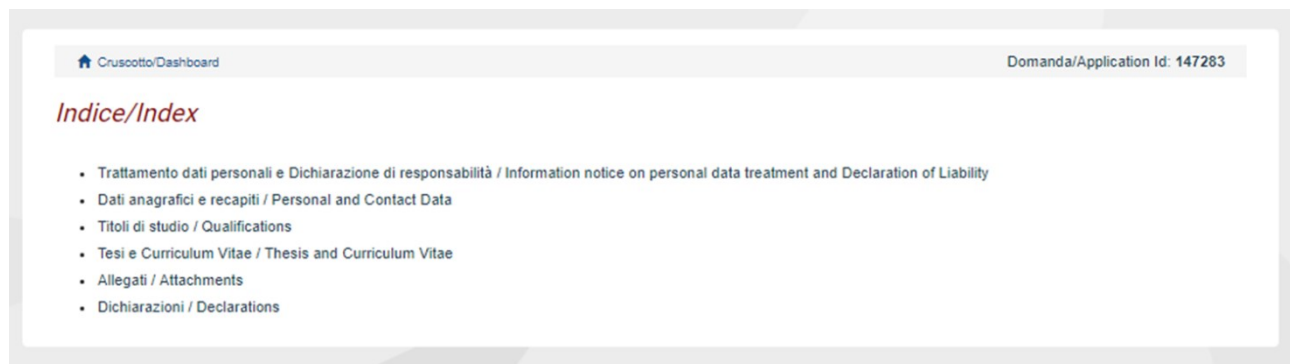 Cruscotto/Dashboard
Domanda/Application Id: 147283
Indice/Index
Trattamento dati personali e Dichiarazione di responsabilità / Information notice on personal data treatment and Declaration of Liability
Dati anagrafici e recapiti / Personal and Contact Data
Titoli di studio / Qualifications
Tesi e Curriculum Vitae / Thesis and Curriculum Vitae
Allegati / Attachments
Dichiarazioni / Declarations